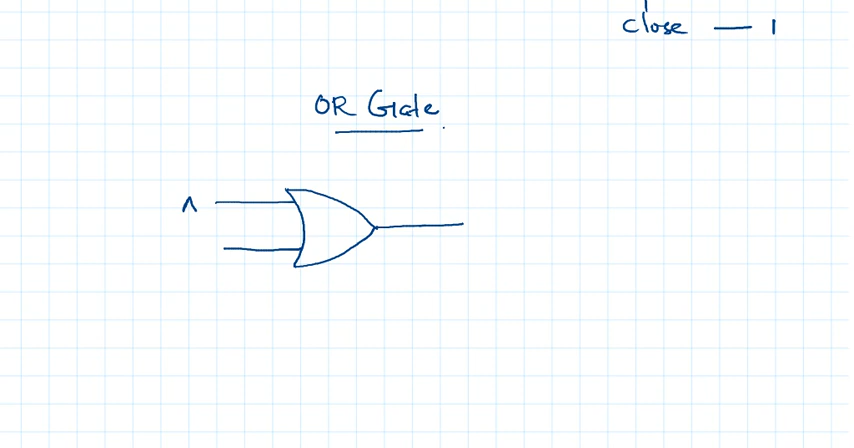 close — 1
OR Gate